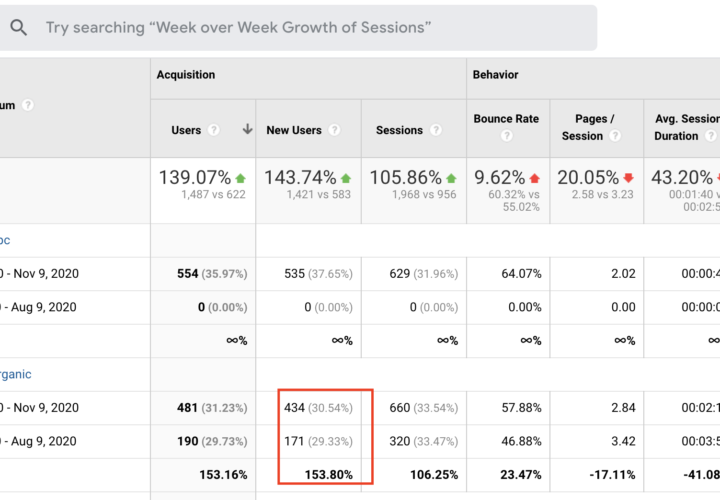 Try searching “Week over Week Growth of Sessions”
Acquisition Behavior
um ? Users ? New Users ? Sessions ? Bounce Rate ? Pages / Session ? Avg. Session Duration ?
139.07% 143.74% 105.86% 9.62% 20.05% 43.20%
1,487 vs 622 1,421 vs 583 1,968 vs 956 60.32% vs 55.02% 2.58 vs 3.23 00:01:40 00:02:5
pc
0 - Nov 9, 2020 554 (35.97%) 535 (37.65%) 629 (31.96%) 64.07% 2.02 00:00:4
0 - Aug 9, 2020 0 (0.00%) 0 (0.00%) 0 (0.00%) 0.00% 0.00 00:00:0
∞% ∞% ∞% ∞% ∞% ∞
rganic
0 - Nov 9, 2020 481 (31.23%) 434 (30.54%) 660 (33.54%) 57.88% 2.84 00:02:1
0 - Aug 9, 2020 190 (29.73%) 171 (29.33%) 320 (33.47%) 46.88% 3.42 00:03:5
153.16% 153.80% 106.25% 23.47% -17.11% -41.08